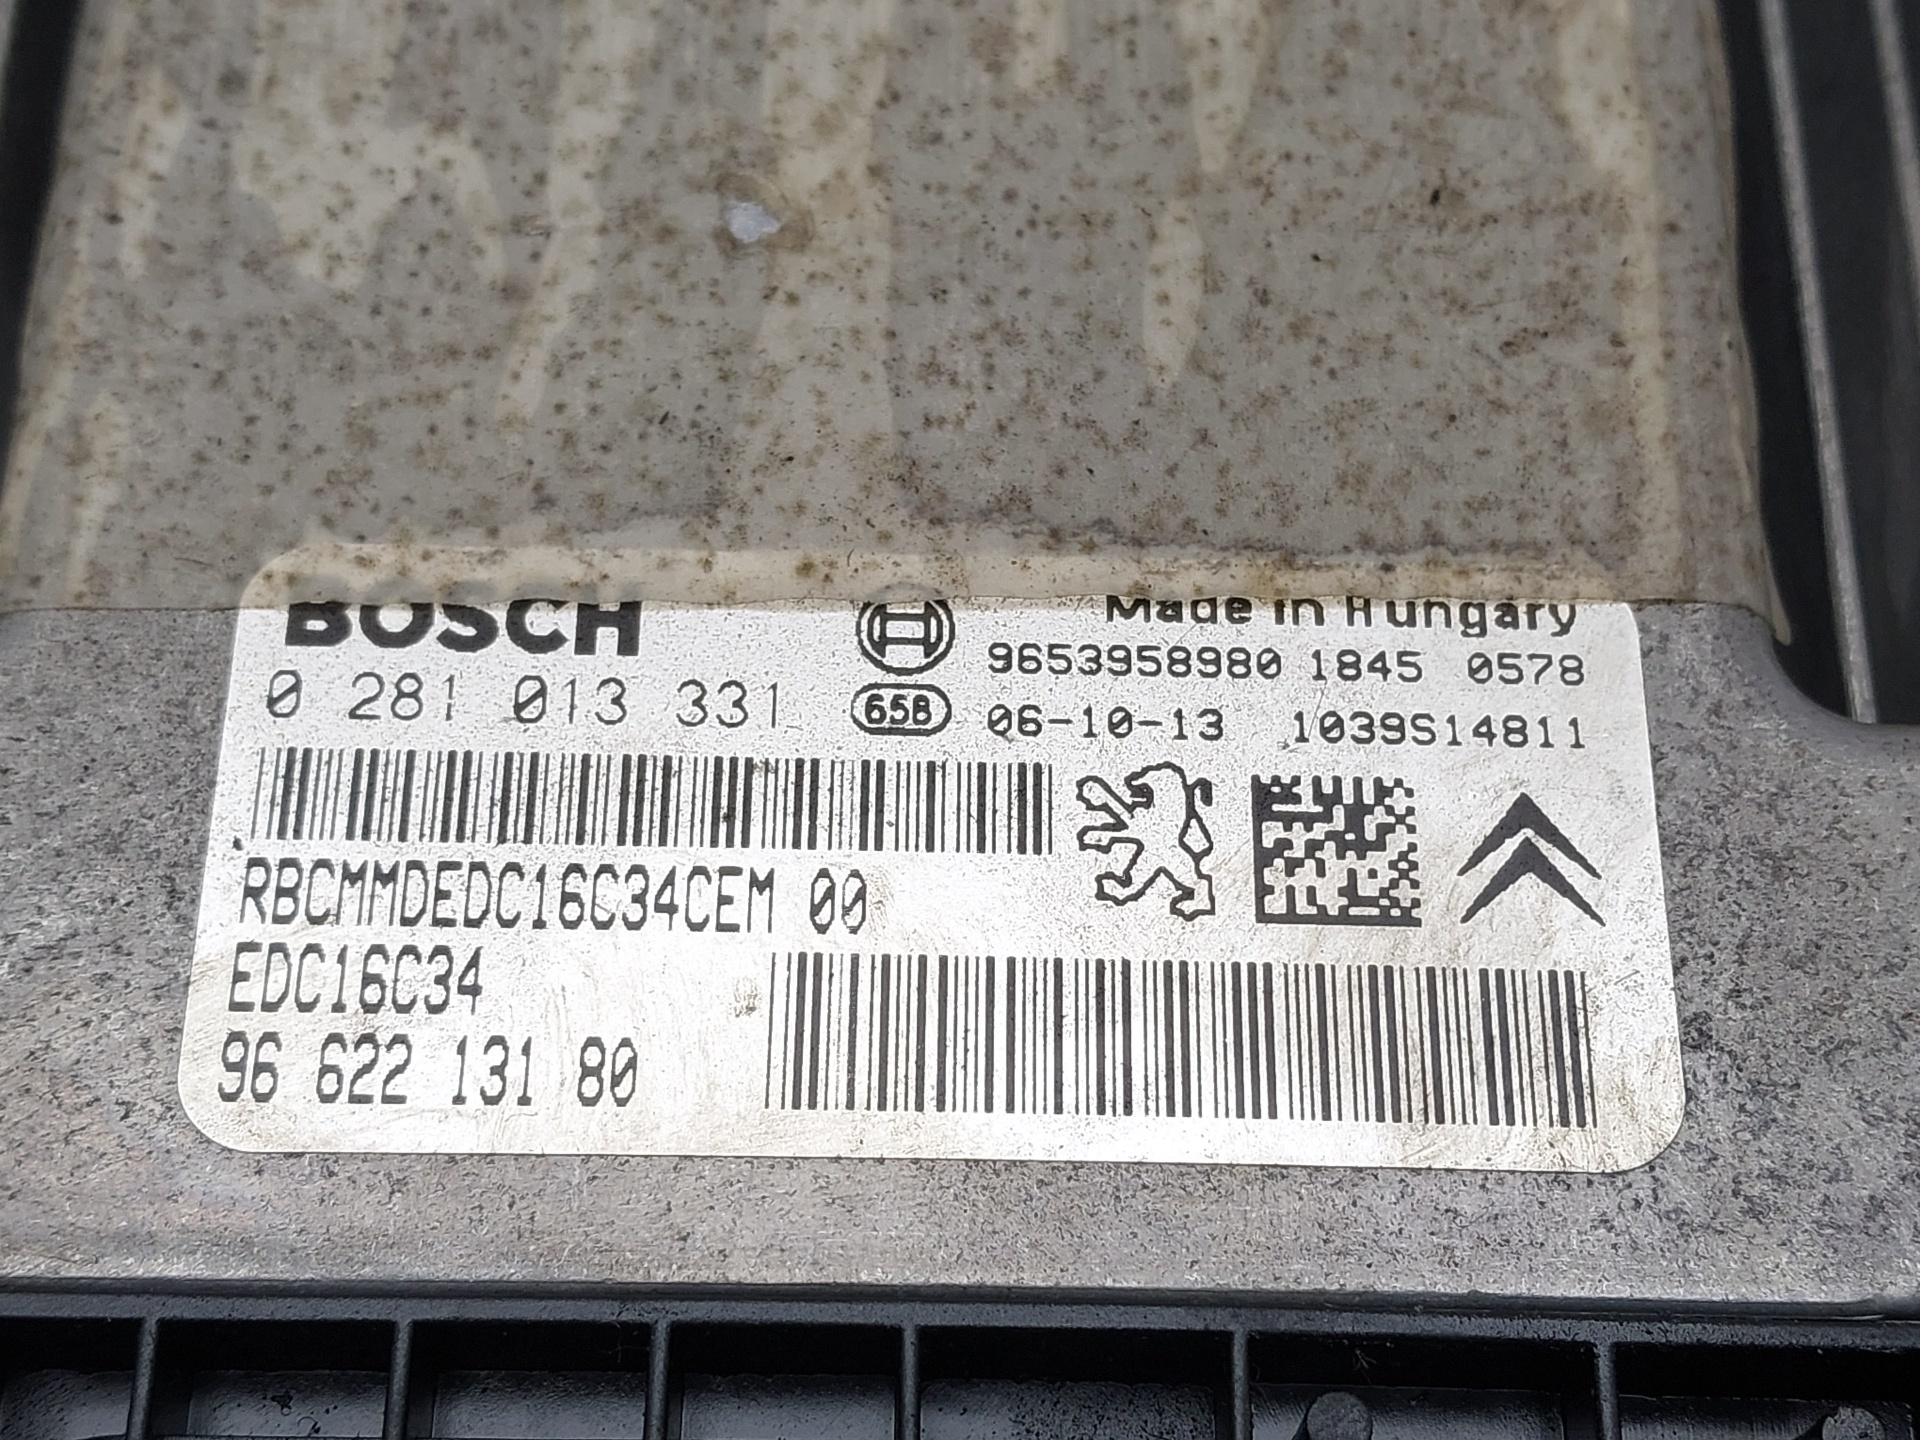 BOSCH
Made in Hungary
9653958980 1845 0578
0 281 013 331
658
06-10-13 1039S14811
RBCMMDEDC16C34CEM 00
EDC16C34
96 622 131 80